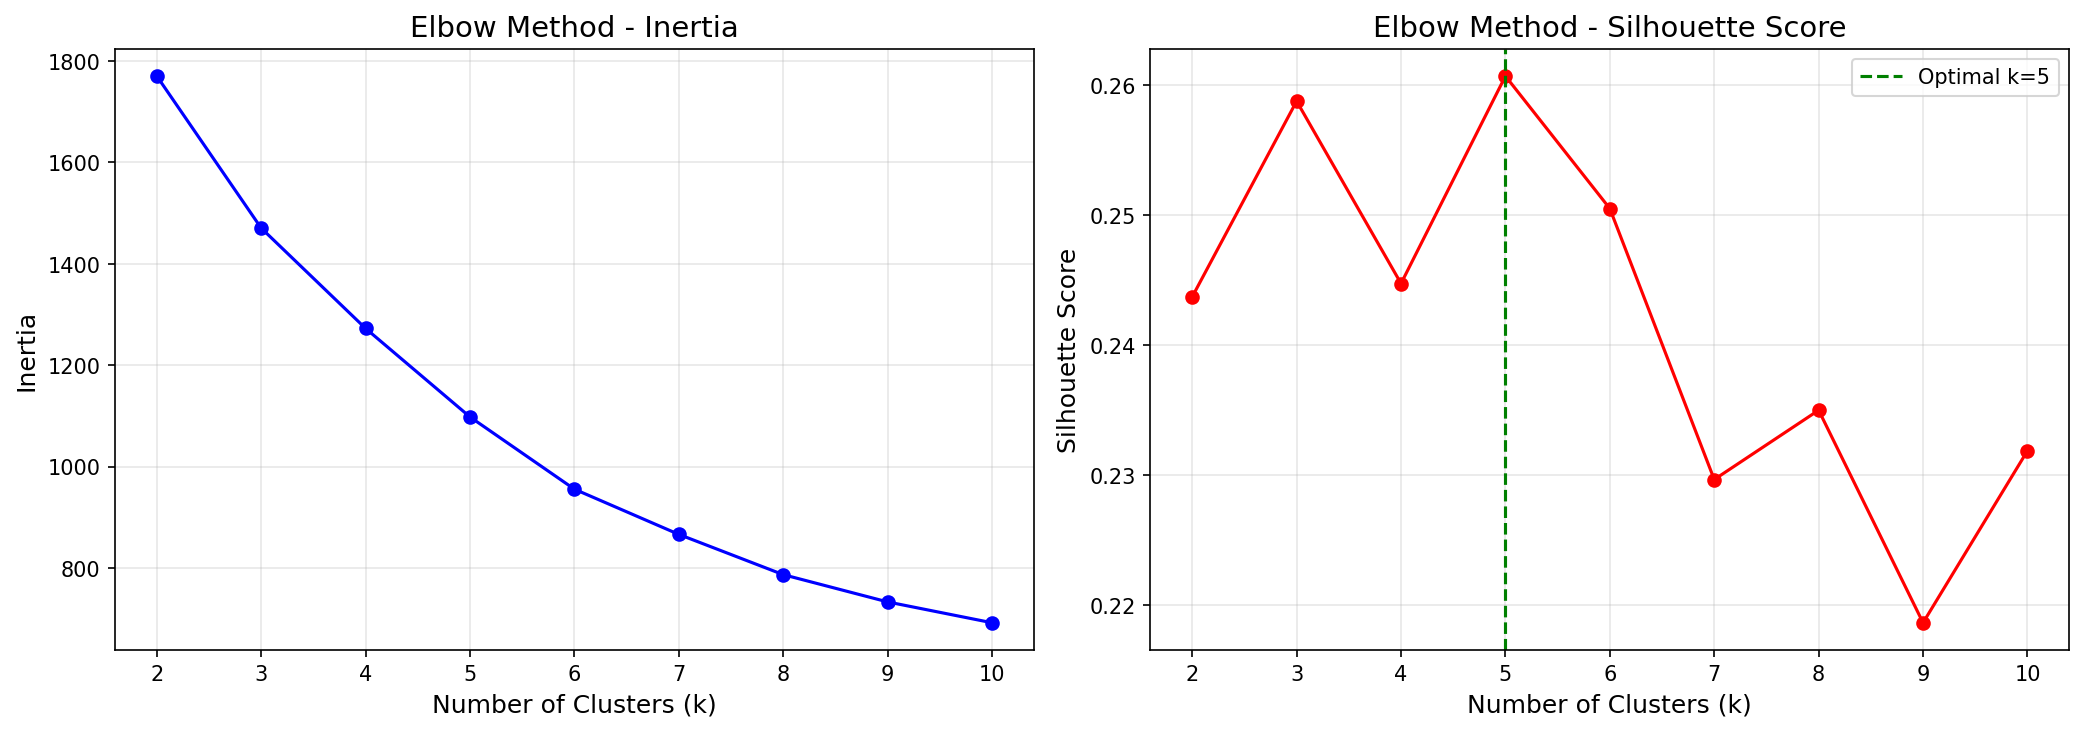 Elbow Method - Inertia
1800
1600
1400
1200
1000
800
Inertia
2 3 4 5 6 7 8 9 10
Number of Clusters (k)
Elbow Method - Silhouette Score
Optimal k=5
0.26
0.25
0.24
0.23
0.22
Silhouette Score
2 3 4 5 6 7 8 9 10
Number of Clusters (k)